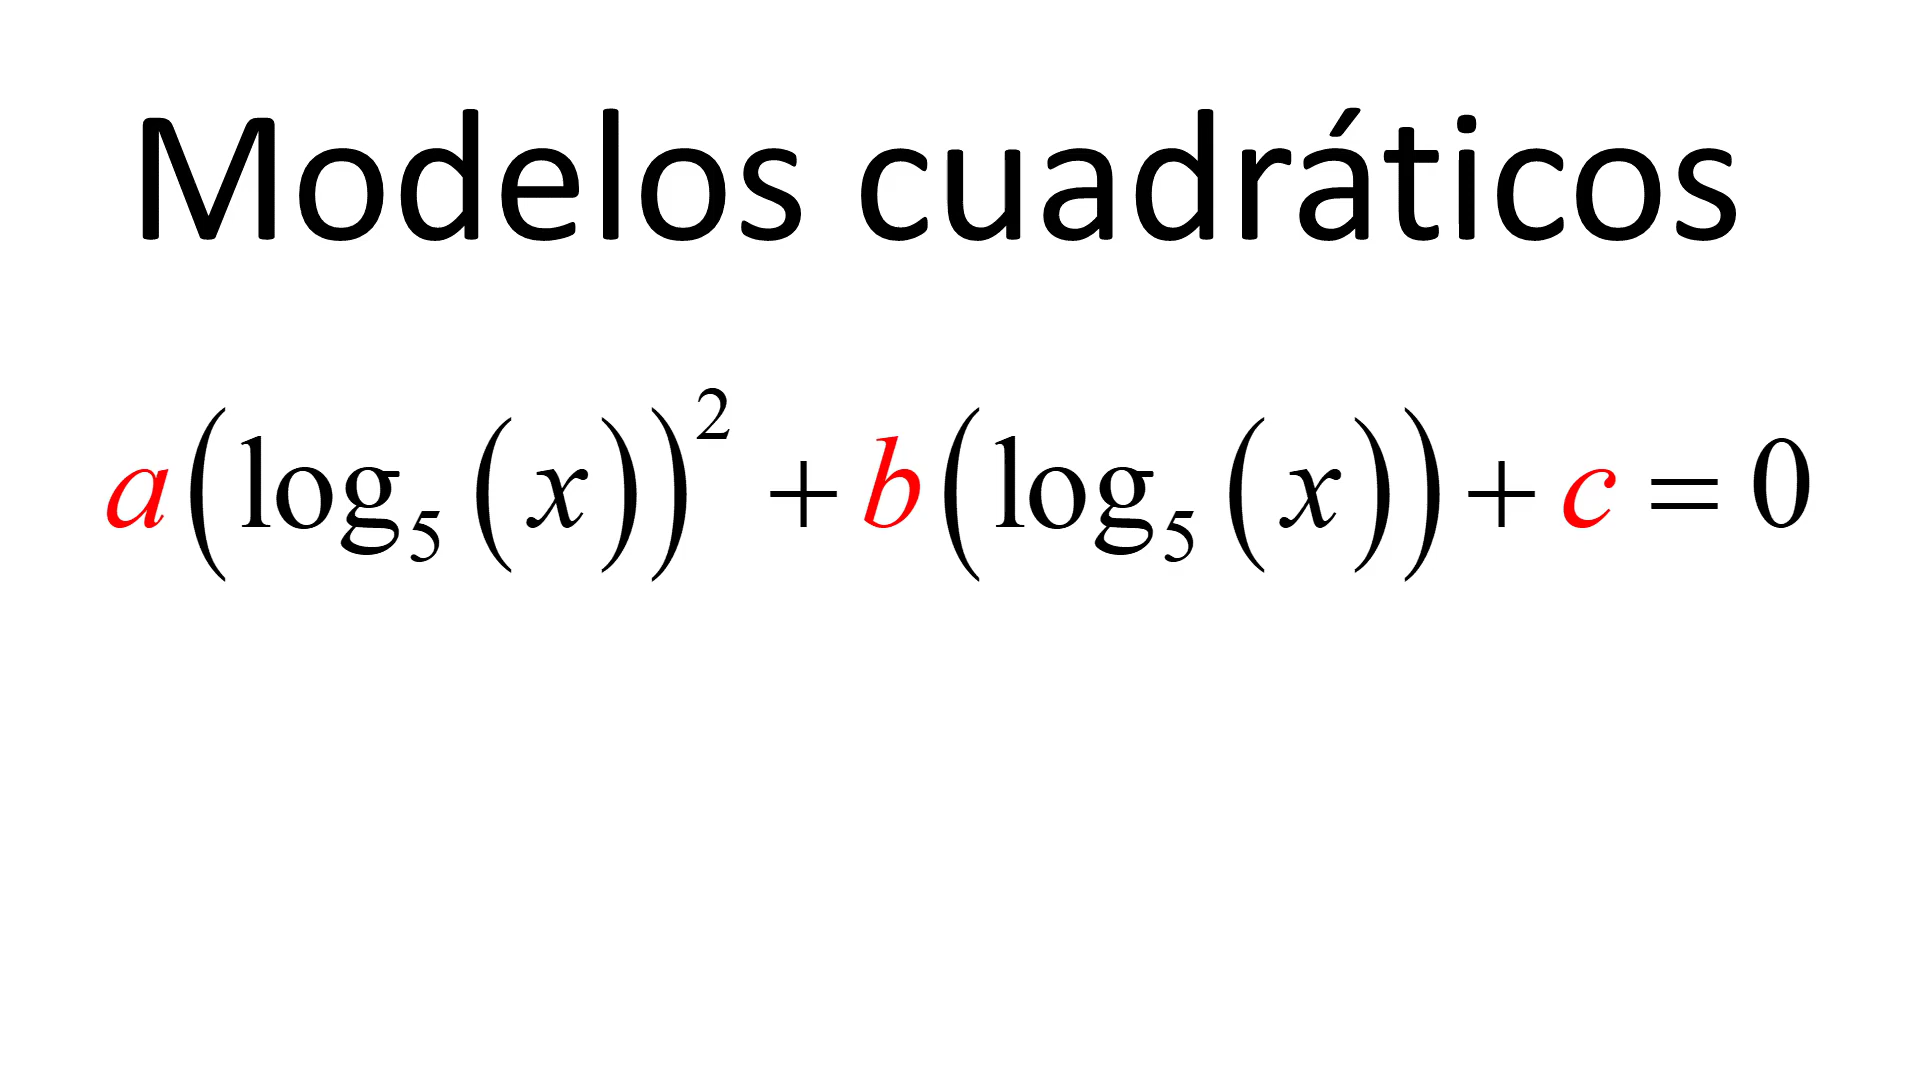 Modelos cuadráticos
a(log₅(x))² + b(log₅(x)) + c = 0